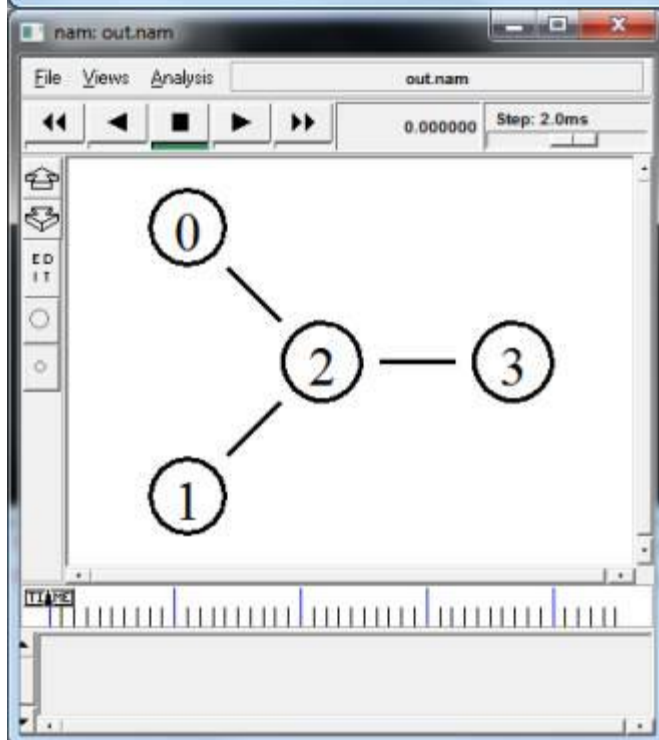 nam: out.nam
File Views Analysis out.nam
0.000000 Step: 2.0ms
ED
IT
0
2 3
1
TIME